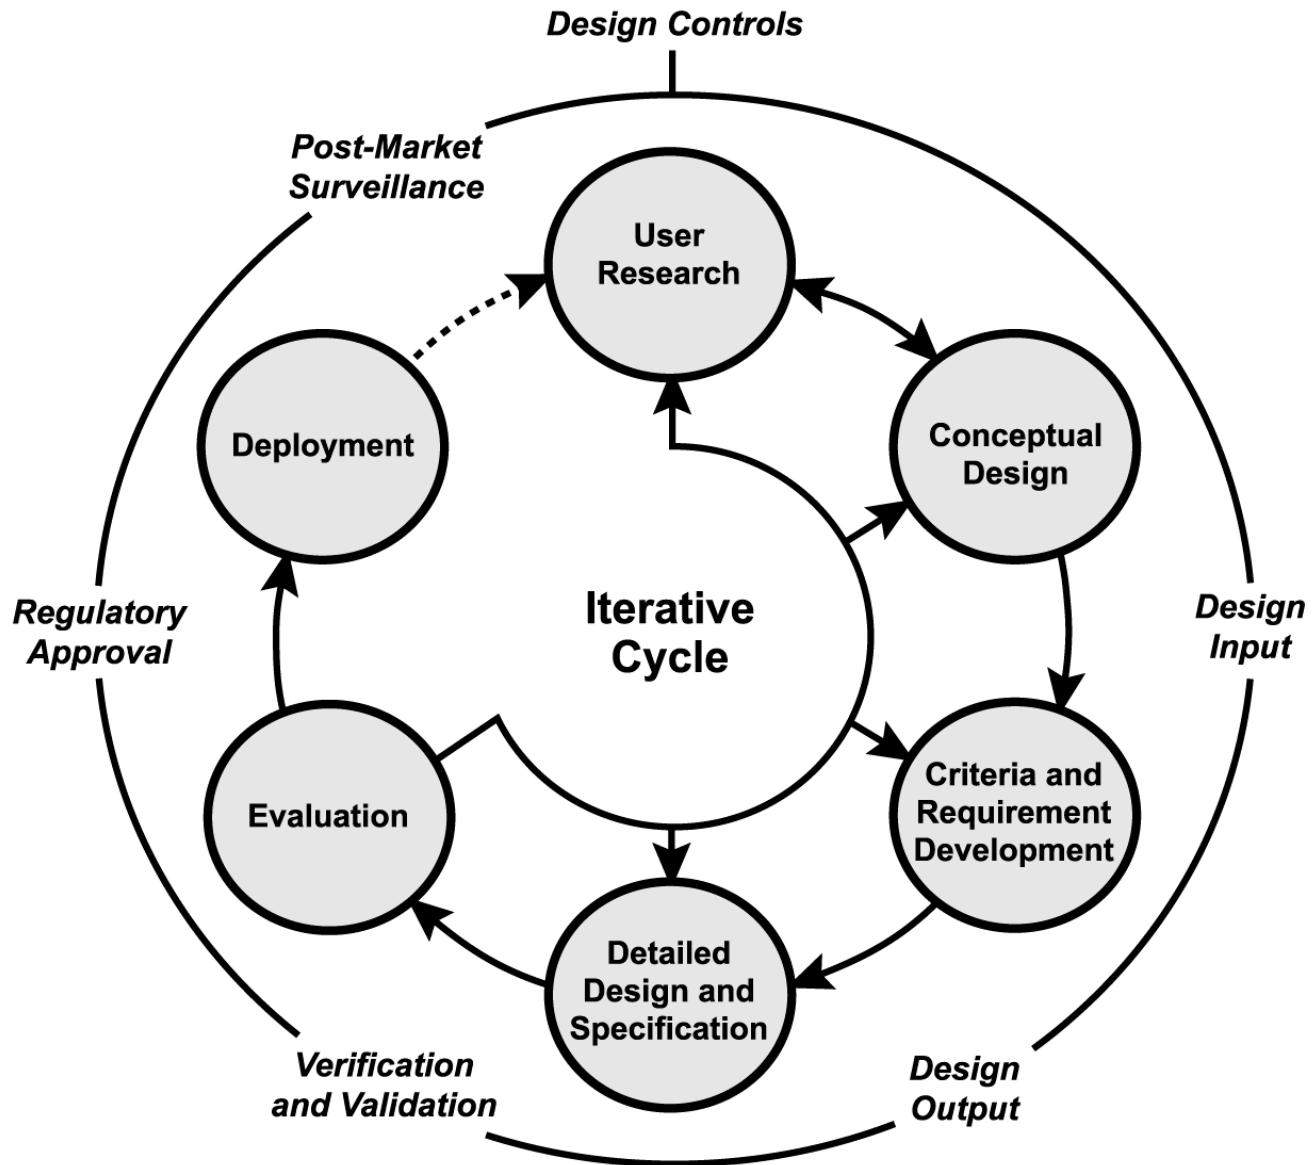 Design Controls
Post-Market
Surveillance
User
Research
Deployment
Conceptual
Design
Iterative
Cycle
Regulatory
Approval
Design
Input
Evaluation
Criteria and
Requirement
Development
Detailed
Design and
Specification
Verification
and Validation
Design
Output